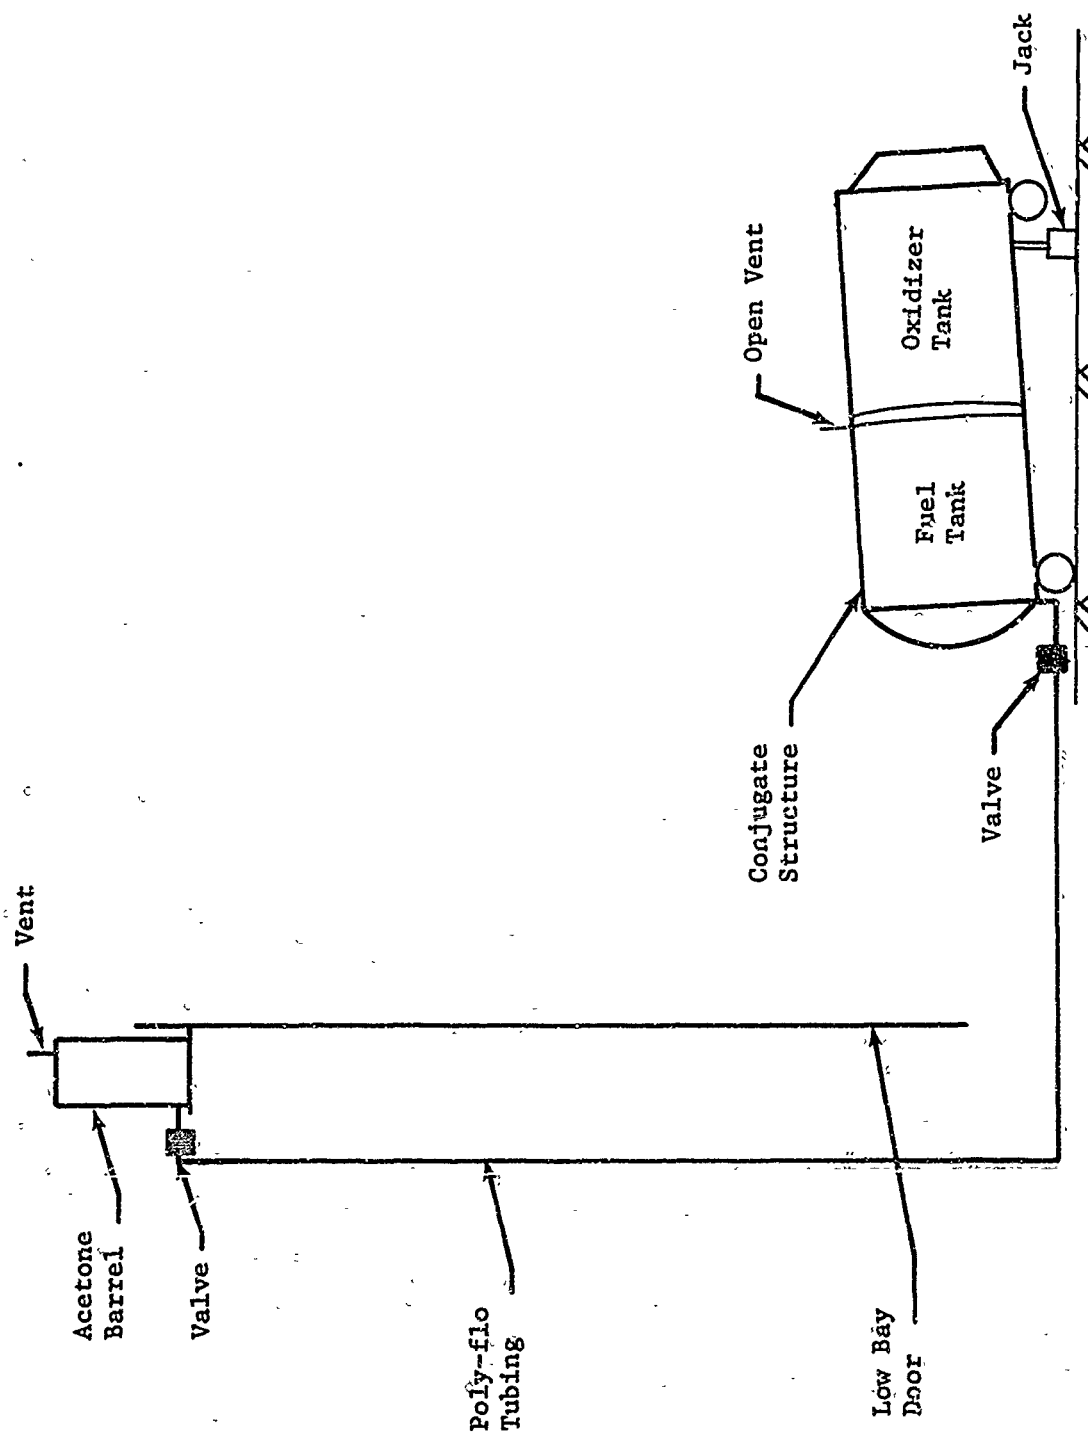 Vent
Acetone
Barrel
Valve
Poly-flo
Tubing
Low Bay
Door
Conjugate
Structure
Valve
Open Vent
Fuel
Tank
Oxidizer
Tank
Jack